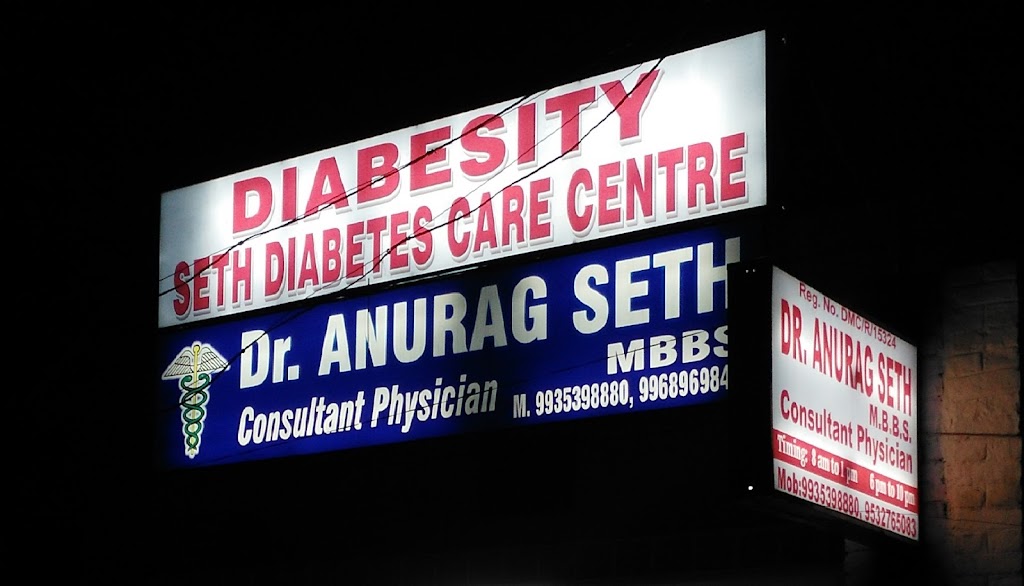 DIABESITY
SETH DIABETES CARE CENTRE
Dr. ANURAG SETH
MBBS
Consultant Physician
M. 9935398880, 996896984
Reg. No. DMC/R/15324
DR. ANURAG SETH
M.B.B.S.
Consultant Physician
Timing: 8 am to 1 pm 6 pm to 10 pm
Mob:9935398880, 9532765083